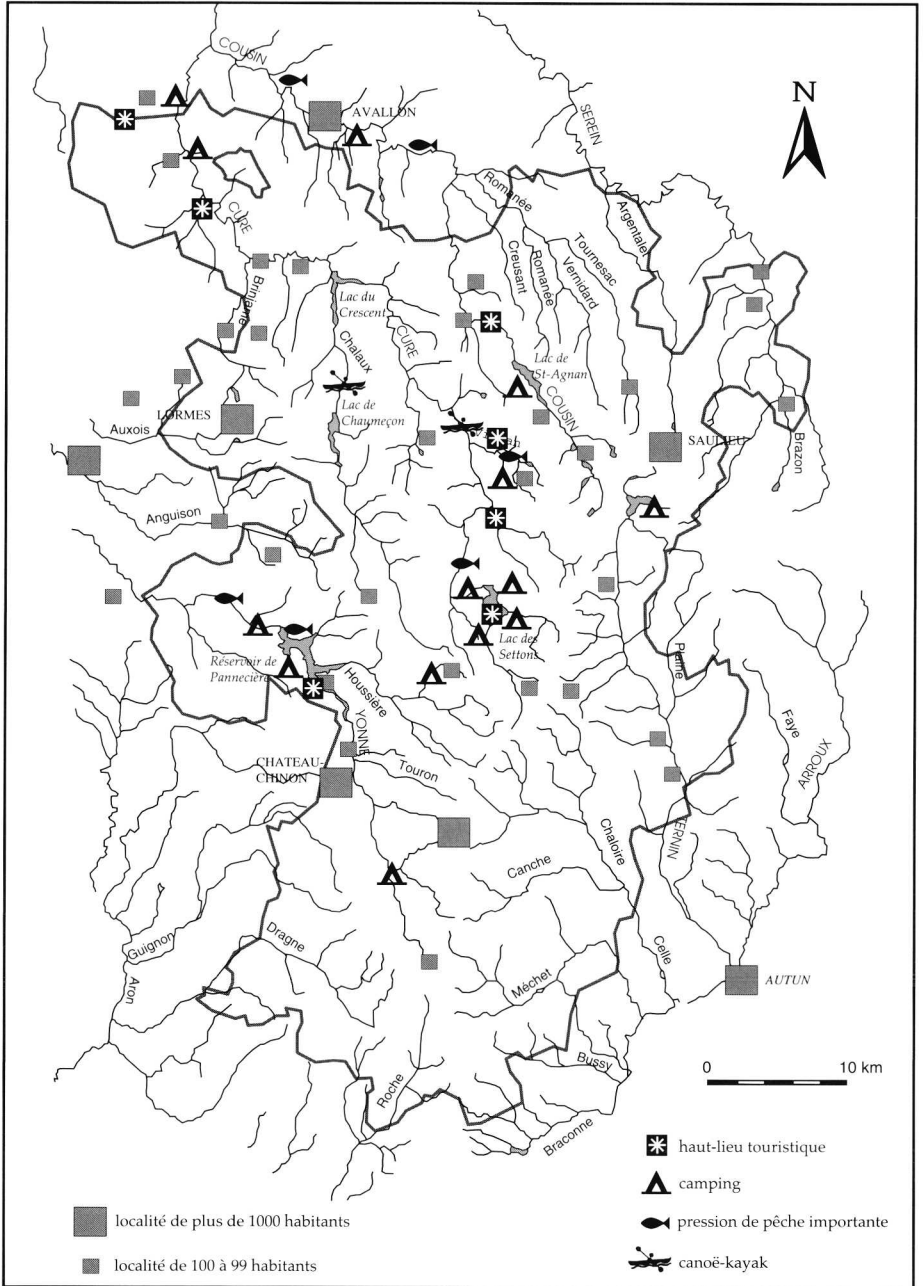 COUSIN
AVALLON
N
SEREIN
Romanée
Argentalet
CURE
Creusant
Romanée
Vernidard
Tournesac
Brinjame
Lac du
Crescent
Chalaux
CURE
Lac de
St-Agnan
COUSIN
LORMES
Lac de
Chaumeçon
Auxois
SAULIEU
Brazon
Anguison
Réservoir de
Pannecière
Lac des
Settons
Houssière
YONNE
Plaine
Faye
ARROUX
CHATEAU-
CHINON
Touron
Chaloire
TERNIN
Canche
Guignon
Dragne
Aron
Celle
Méchet
AUTUN
Bussy
Roche
Braconne
0 10 km
haut-lieu touristique
camping
localité de plus de 1000 habitants
pression de pêche importante
localité de 100 à 99 habitants
canoë-kayak